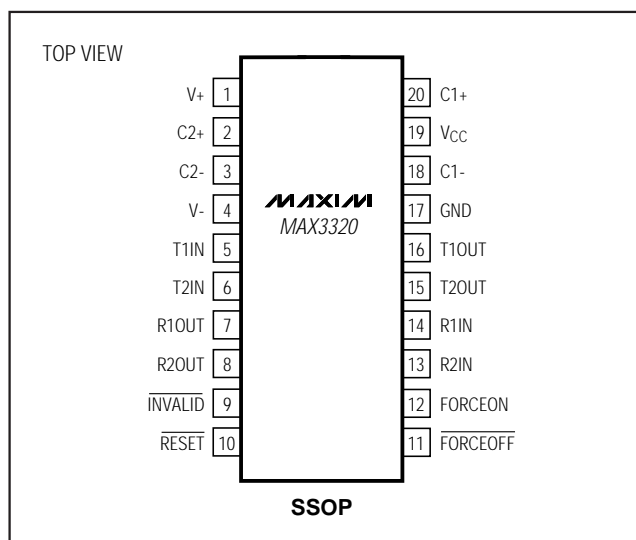 TOP VIEW
V+ 1
C2+ 2
C2- 3
V- 4
T1IN 5
T2IN 6
R1OUT 7
R2OUT 8
INVALID 9
RESET 10
MAXIM
MAX3320
20 C1+
19 VCC
18 C1-
17 GND
16 T1OUT
15 T2OUT
14 R1IN
13 R2IN
12 FORCEON
11 FORCEOFF
SSOP